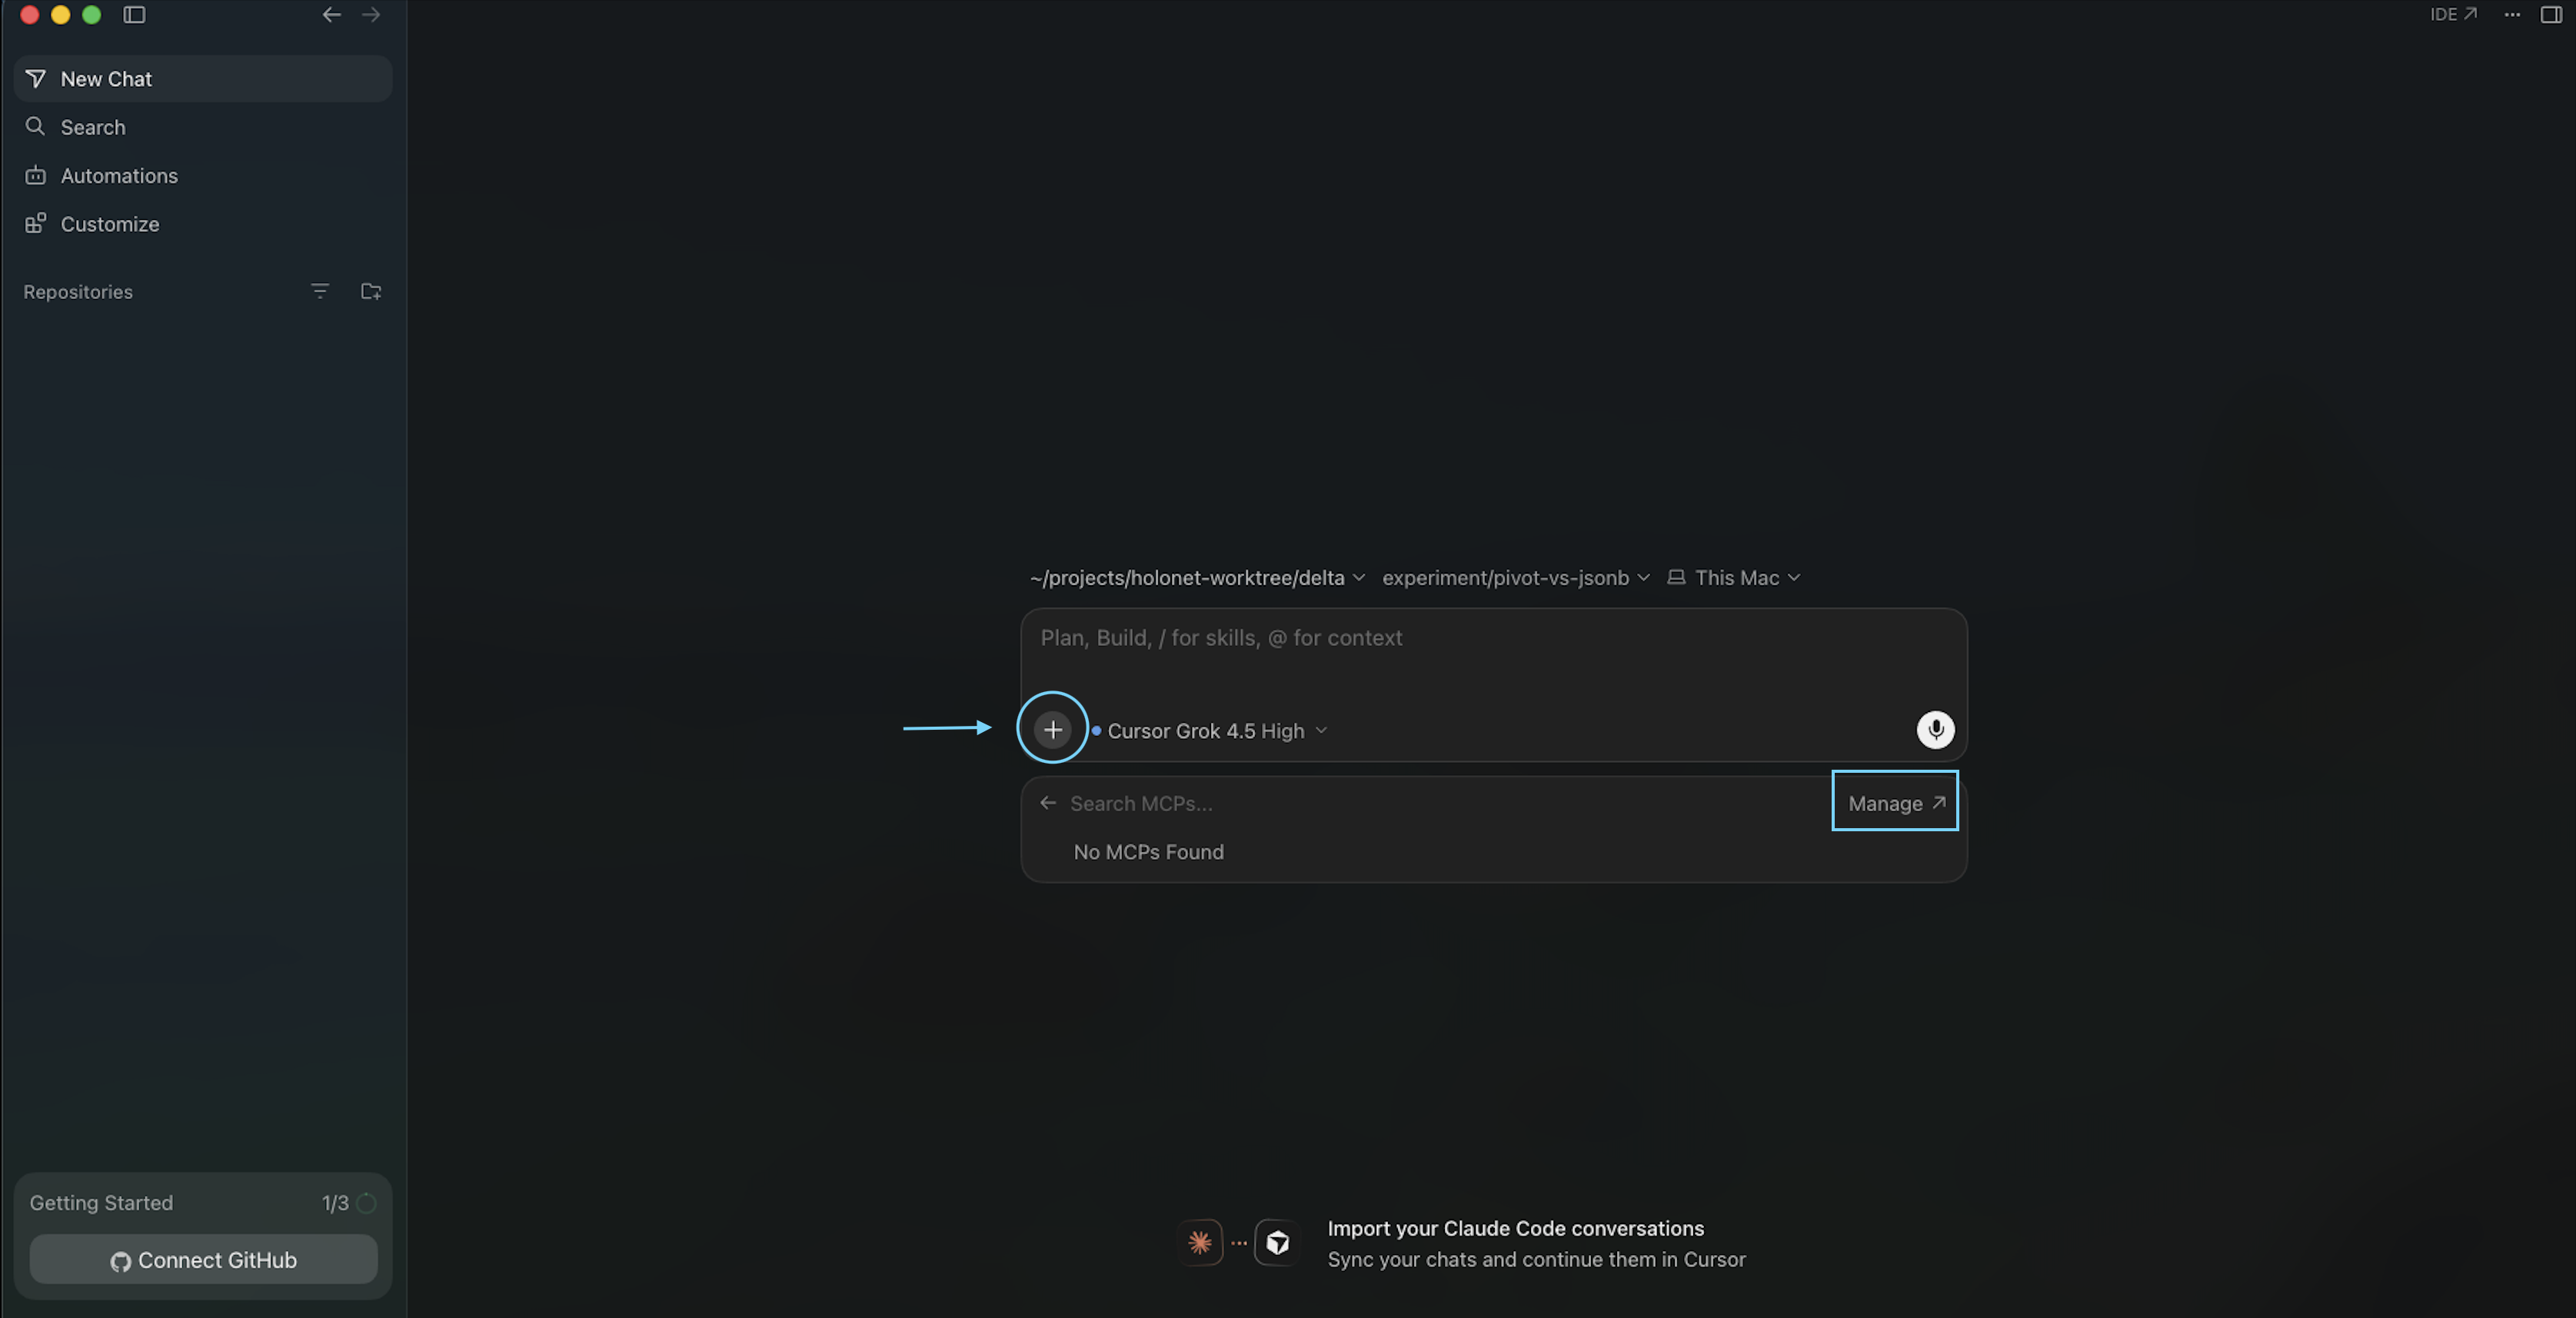 IDE
New Chat
Search
Automations
Customize
Repositories
~/projects/holonet-worktree/delta experiment/pivot-vs-jsonb This Mac
Plan, Build, / for skills, @ for context
Cursor Grok 4.5 High
Search MCPs... Manage
No MCPs Found
Getting Started 1/3
Connect GitHub
Import your Claude Code conversations
Sync your chats and continue them in Cursor